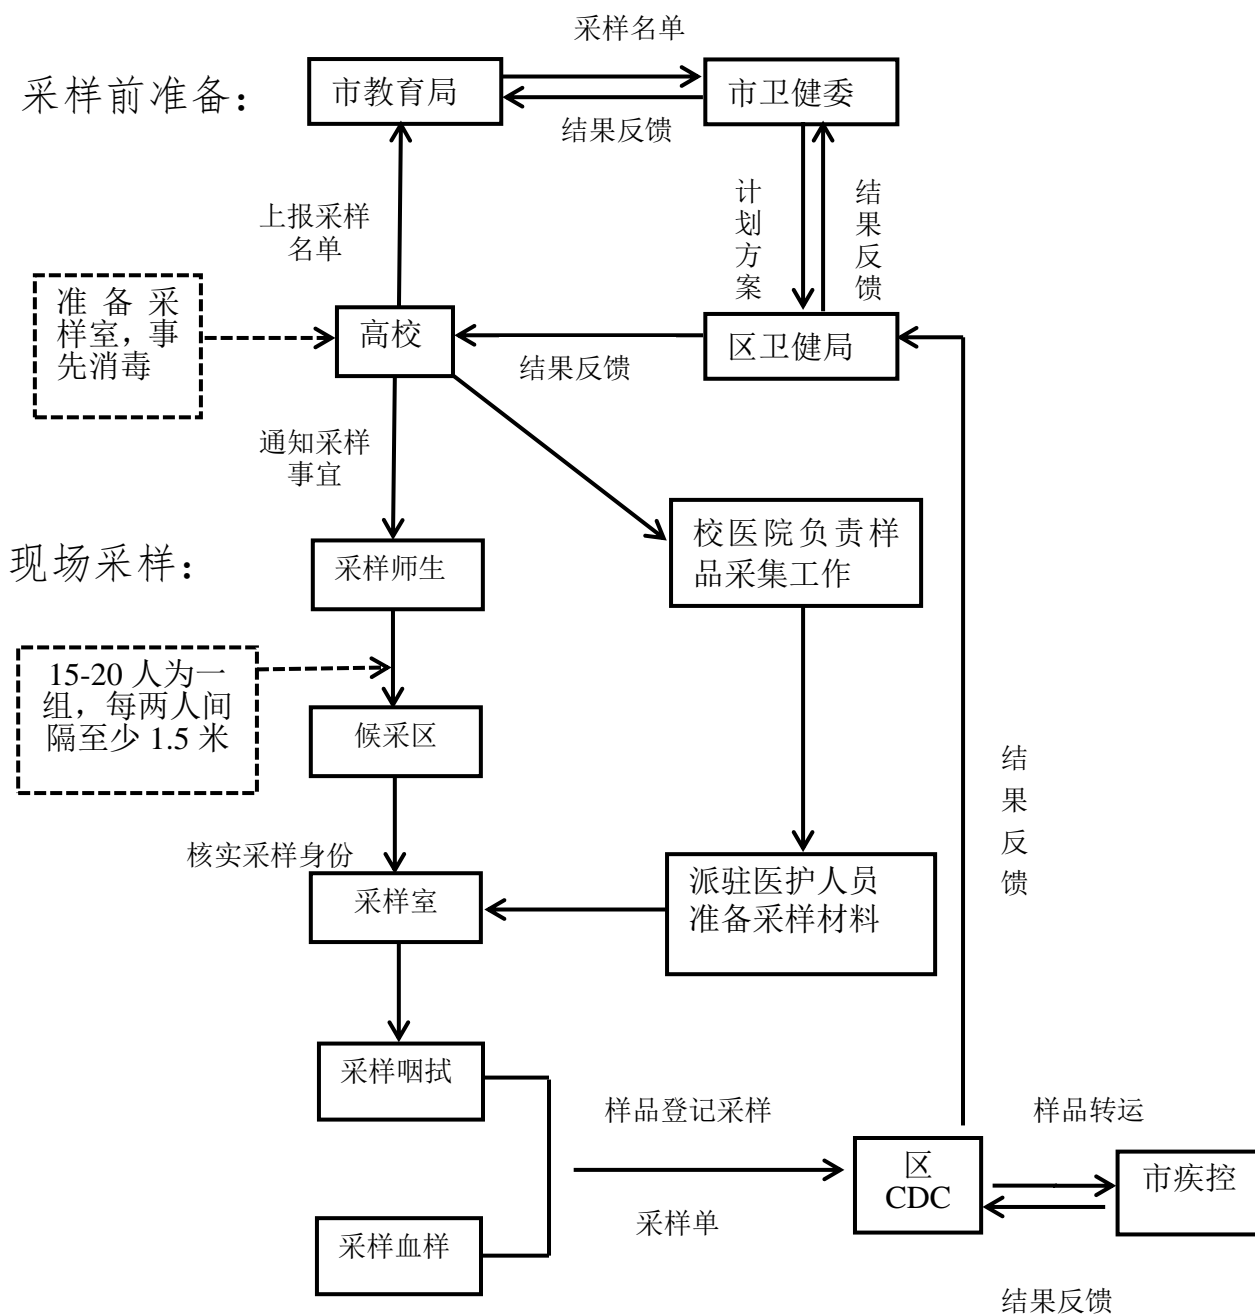 采样名单
采样前准备：
市教育局
市卫健委
结果反馈
上报采样
名单
计划方案
结果反馈
准备采
样室，事
先消毒
高校
结果反馈
区卫健局
通知采样
事宜
现场采样：
采样师生
校医院负责样
品采集工作
15-20 人为一
组，每两人间
隔至少 1.5 米
候采区
结果反馈
核实采样身份
采样室
派驻医护人员
准备采样材料
采样咽拭
样品登记采样
样品转运
区
CDC
市疾控
采样单
采样血样
结果反馈